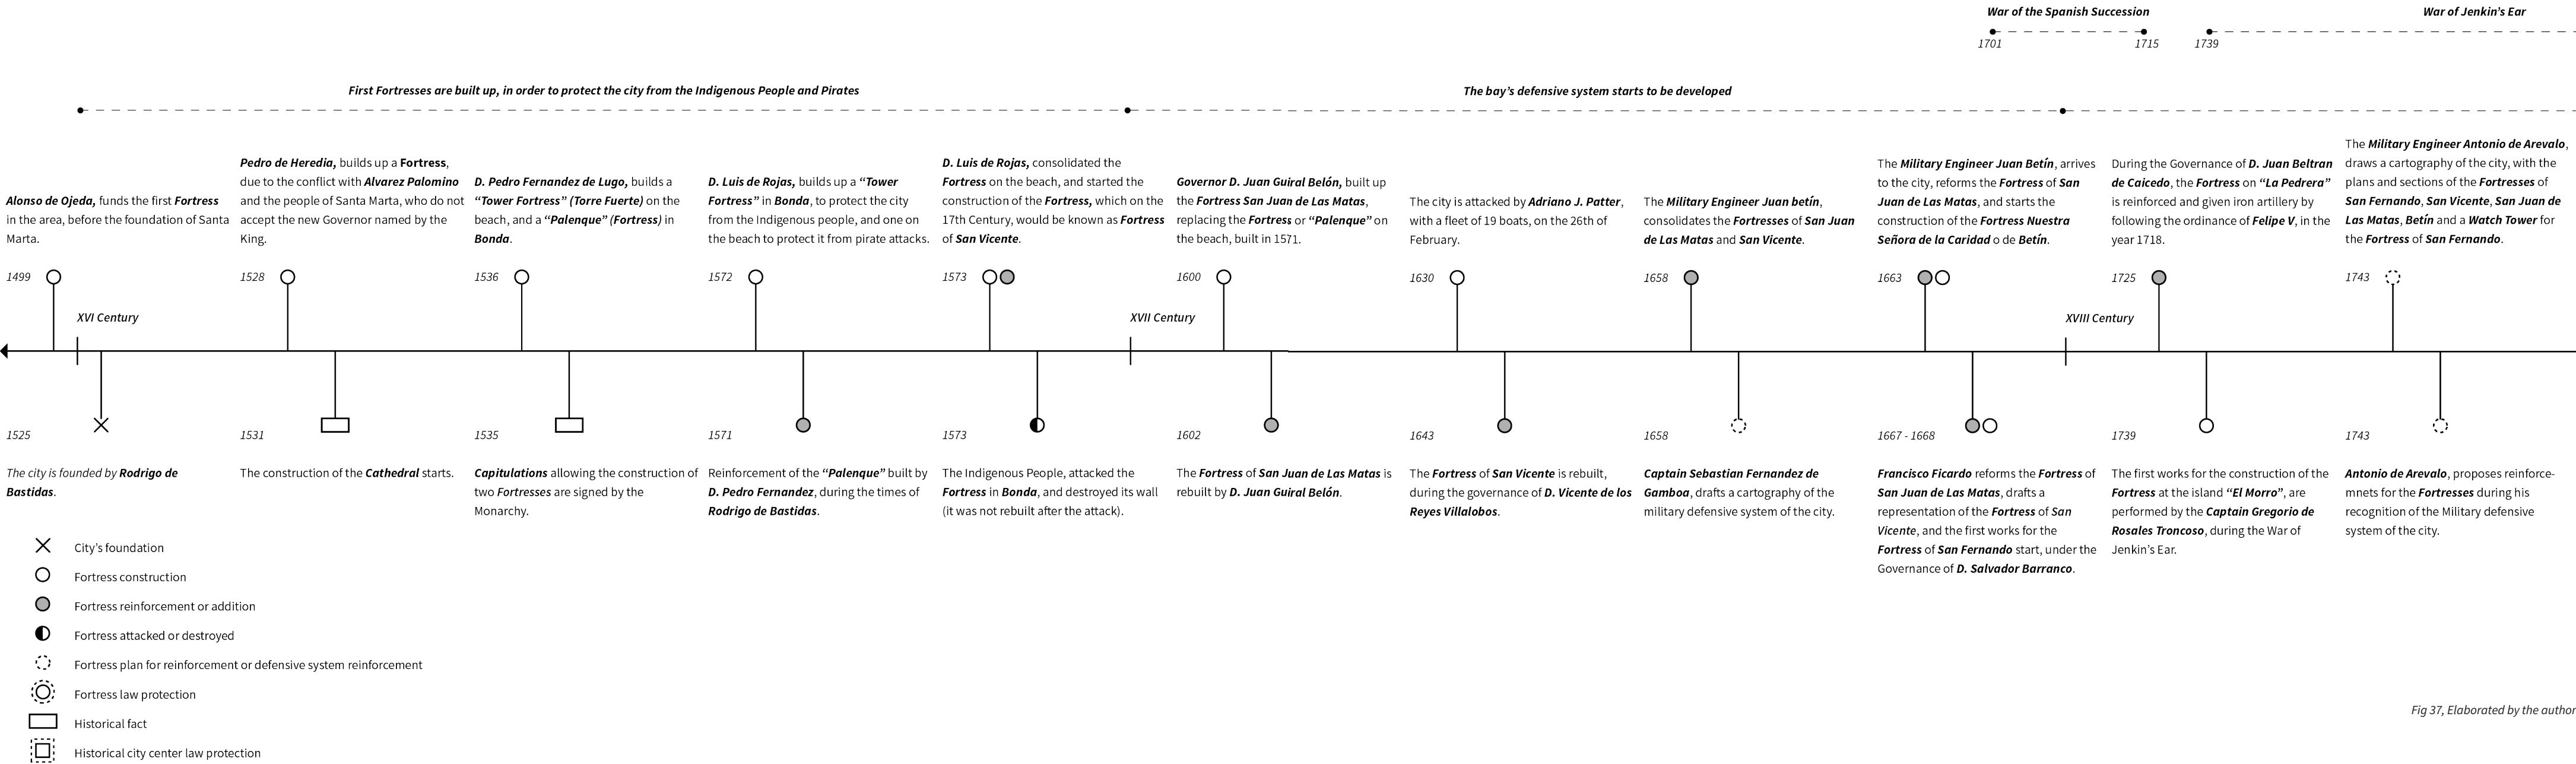 War of the Spanish Succession
War of Jenkin's Ear
1701
1715
1739
First Fortresses are built up, in order to protect the city from the Indigenous People and Pirates
The bay's defensive system starts to be developed
Alonso de Ojeda, funds the first Fortress
in the area, before the foundation of Santa
Marta.
1499
Pedro de Heredia, builds up a Fortress,
due to the conflict with Alvarez Palomino
and the people of Santa Marta, who do not
accept the new Governor named by the
King.
1528
D. Pedro Fernandez de Lugo, builds a
“Tower Fortress” (Torre Fuerte) on the
beach, and a “Palenque” (Fortress) in
Bonda.
1536
D. Luis de Rojas, builds up a “Tower
Fortress” in Bonda, to protect the city
from the Indigenous people, and one on
the beach to protect it from pirate attacks.
1572
D. Luis de Rojas, consolidated the
Fortress on the beach, and started the
construction of the Fortress, which on the
17th Century, would be known as Fortress
of San Vicente.
1573
Governor D. Juan Guiral Belón, built up
the Fortress San Juan de Las Matas,
replacing the Fortress or “Palenque” on
the beach, built in 1571.
1600
The city is attacked by Adriano J. Patter,
with a fleet of 19 boats, on the 26th of
February.
1630
The Military Engineer Juan betín,
consolidates the Fortresses of San Juan
de Las Matas and San Vicente.
1658
The Military Engineer Juan Betín, arrives
to the city, reforms the Fortress of San
Juan de Las Matas, and starts the
construction of the Fortress Nuestra
Señora de la Caridad o de Betín.
1663
During the Governance of D. Juan Beltran
de Caicedo, the Fortress on “La Pedrera”
is reinforced and given iron artillery by
following the ordinance of Felipe V, in the
year 1718.
1725
The Military Engineer Antonio de Arevalo,
draws a cartography of the city, with the
plans and sections of the Fortresses of
San Fernando, San Vicente, San Juan de
Las Matas, Betín and a Watch Tower for
the Fortress of San Fernando.
1743
XVI Century
XVII Century
XVIII Century
1525
The city is founded by Rodrigo de
Bastidas.
1531
The construction of the Cathedral starts.
1535
Capitulations allowing the construction of
two Fortresses are signed by the
Monarchy.
1571
Reinforcement of the “Palenque” built by
D. Pedro Fernandez, during the times of
Rodrigo de Bastidas.
1573
The Indigenous People, attacked the
Fortress in Bonda, and destroyed its wall
(it was not rebuilt after the attack).
1602
The Fortress of San Juan de Las Matas is
rebuilt by D. Juan Guiral Belón.
1643
The Fortress of San Vicente is rebuilt,
during the governance of D. Vicente de los
Reyes Villalobos.
1658
Captain Sebastian Fernandez de
Gamboa, drafts a cartography of the
military defensive system of the city.
1667 - 1668
Francisco Ficardo reforms the Fortress of
San Juan de Las Matas, drafts a
representation of the Fortress of San
Vicente, and the first works for the
Fortress of San Fernando start, under the
Governance of D. Salvador Barranco.
1739
The first works for the construction of the
Fortress at the island “El Morro”, are
performed by the Captain Gregorio de
Rosales Troncoso, during the War of
Jenkin's Ear.
1743
Antonio de Arevalo, proposes reinforce-
mnets for the Fortresses during his
recognition of the Military defensive
system of the city.
City's foundation
Fortress construction
Fortress reinforcement or addition
Fortress attacked or destroyed
Fortress plan for reinforcement or defensive system reinforcement
Fortress law protection
Historical fact
Historical city center law protection
Fig 37, Elaborated by the author